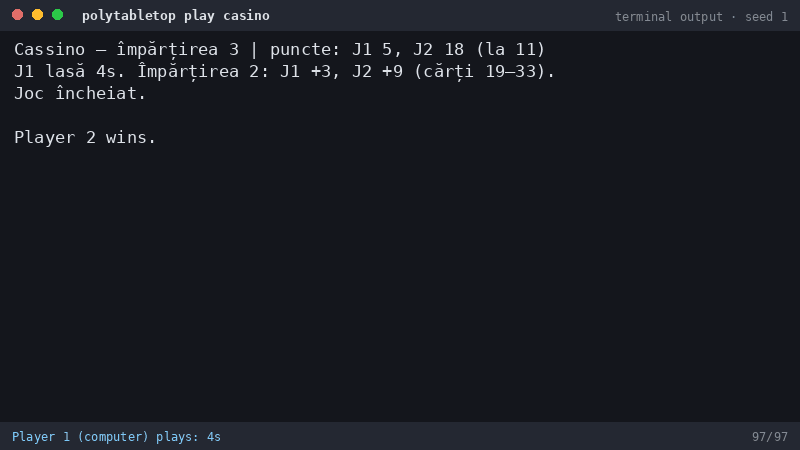 polytabletop play casino
terminal output · seed 1
Cassino — împărțirea 3 | puncte: J1 5, J2 18 (la 11)
J1 lasă 4s. Împărțirea 2: J1 +3, J2 +9 (cărți 19–33).
Joc încheiat.
Player 2 wins.
Player 1 (computer) plays: 4s
97/97